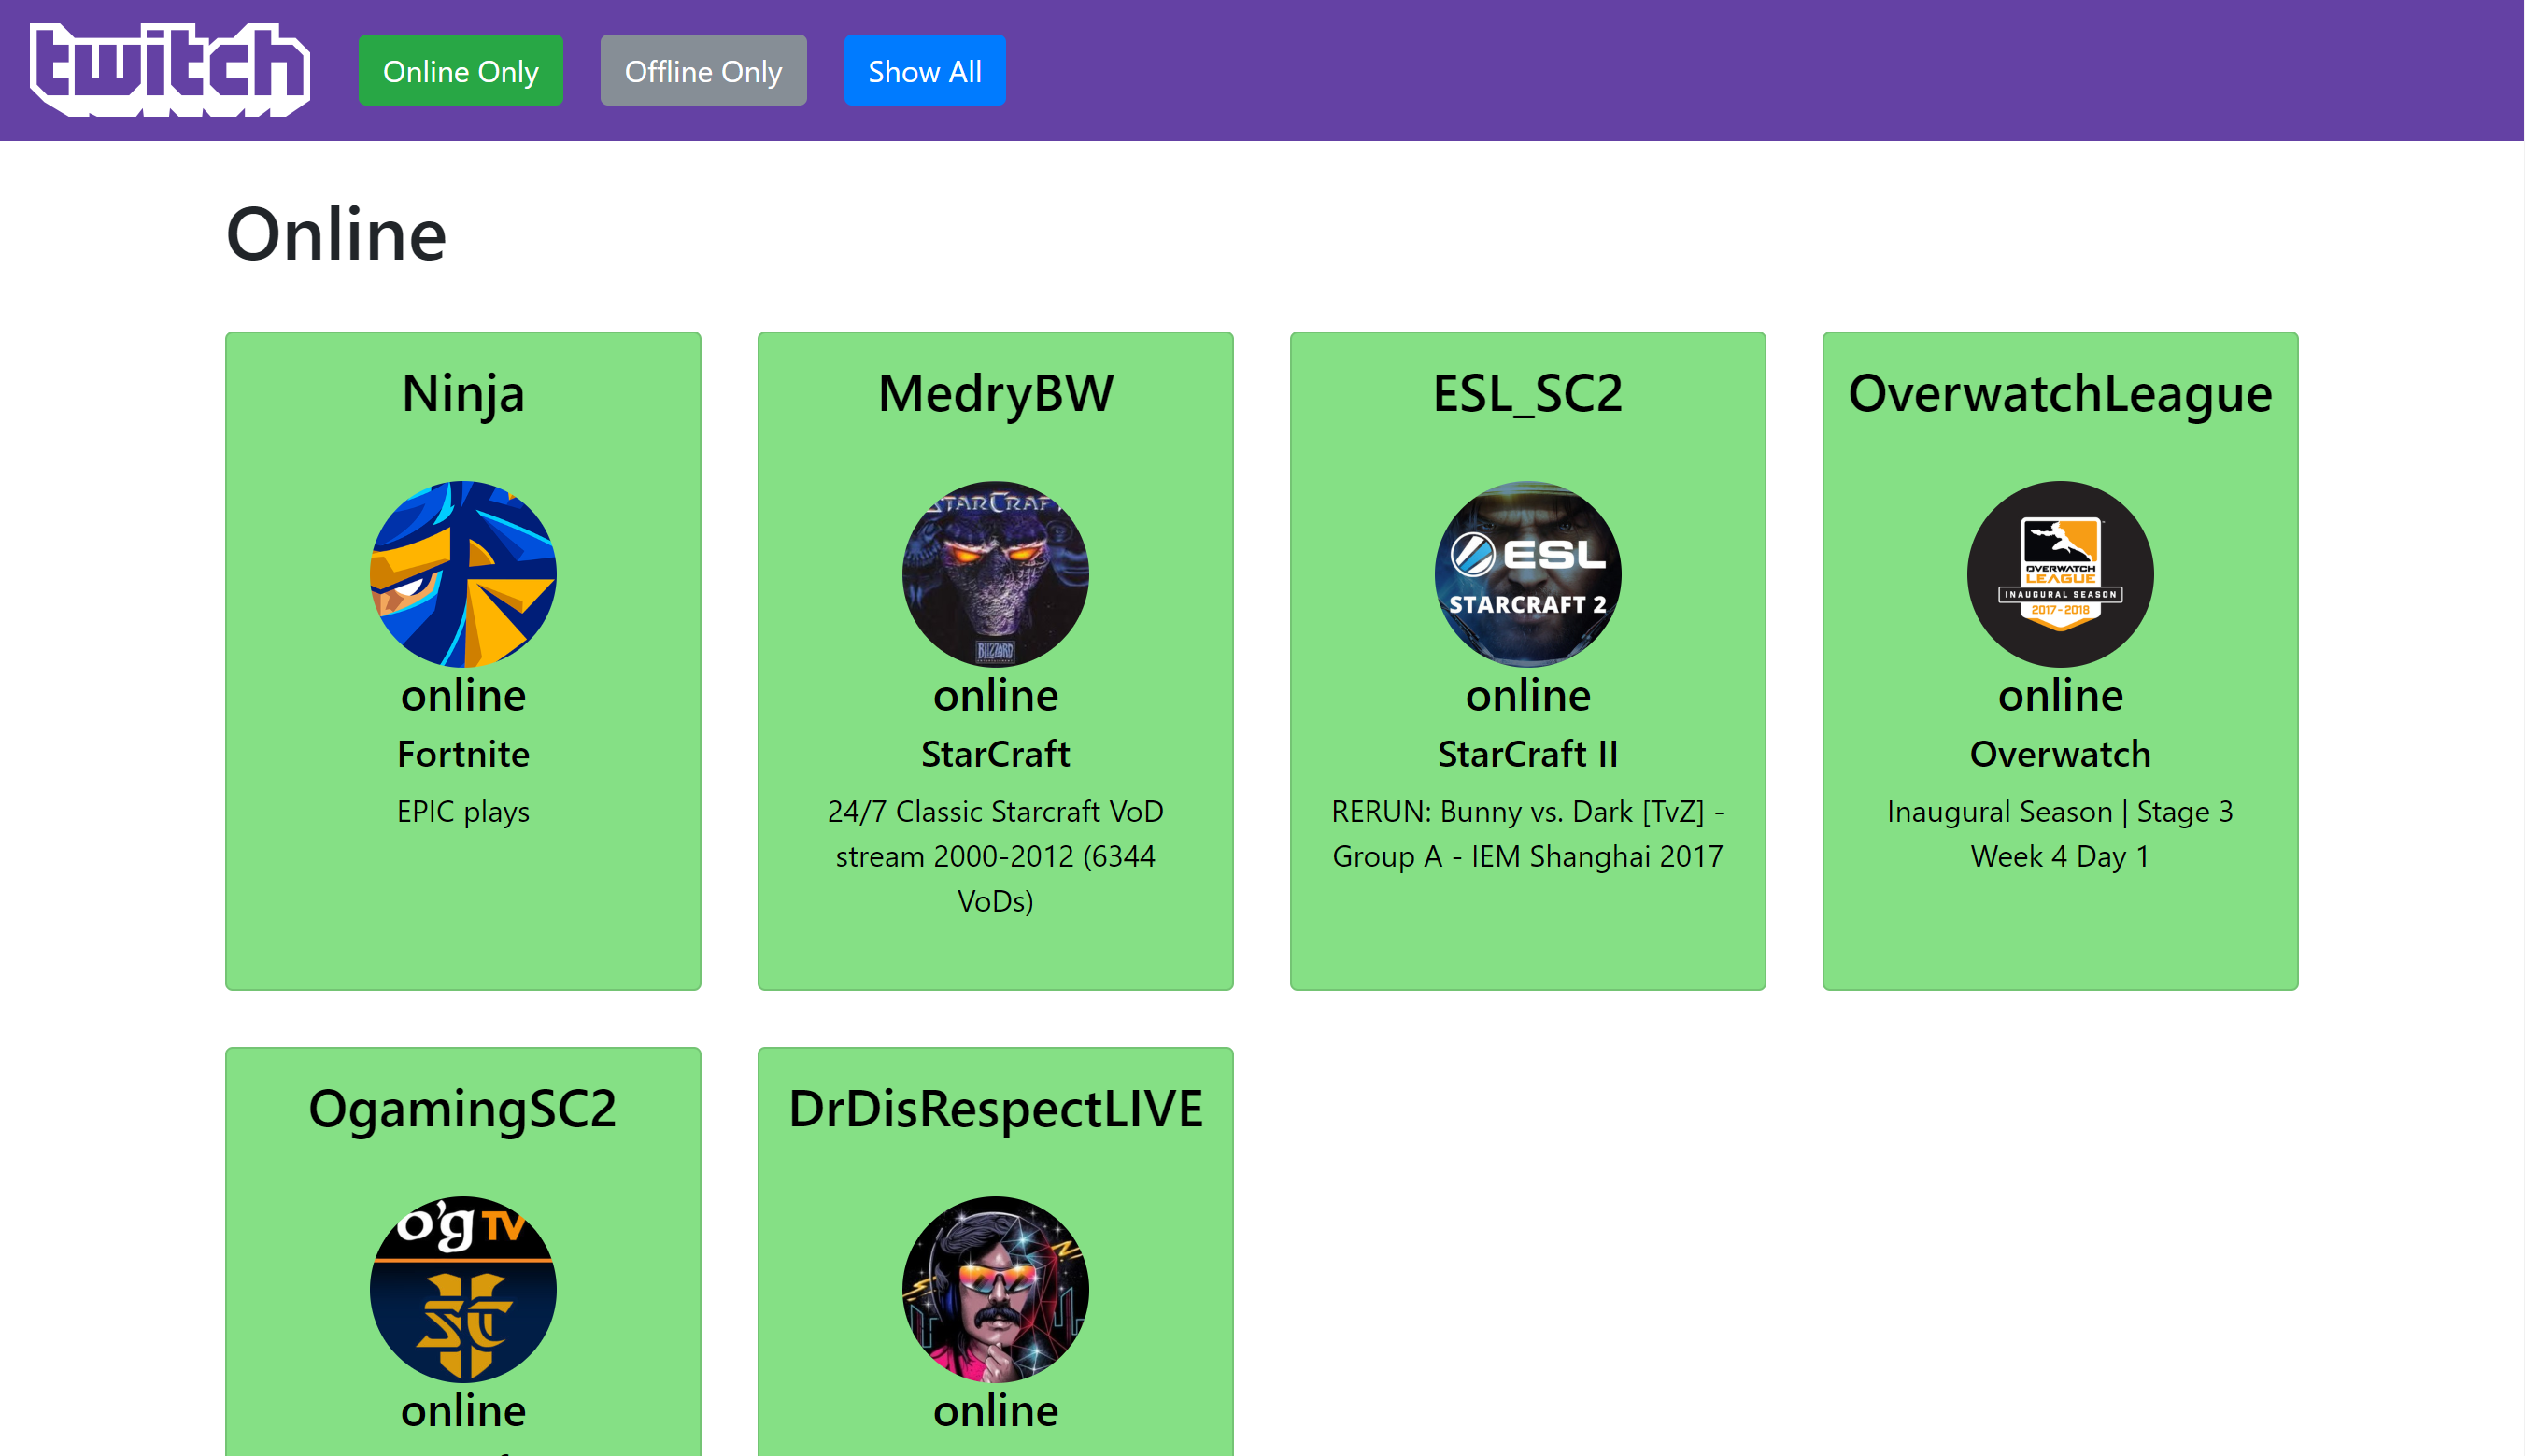 twitch
Online Only
Offline Only
Show All
Online
Ninja
online
Fortnite
EPIC plays
MedryBW
STARCRAF
BLIZZARD
online
StarCraft
24/7 Classic Starcraft VoD
stream 2000-2012 (6344
VoDs)
ESL_SC2
ESL
STARCRAFT 2
online
StarCraft II
RERUN: Bunny vs. Dark [TvZ] -
Group A - IEM Shanghai 2017
OverwatchLeague
OVERWATCH
LEAGUE
INAUGURAL SEASON
2017-2018
online
Overwatch
Inaugural Season | Stage 3
Week 4 Day 1
OgamingSC2
o'g TV
SC
online
DrDisRespectLIVE
online